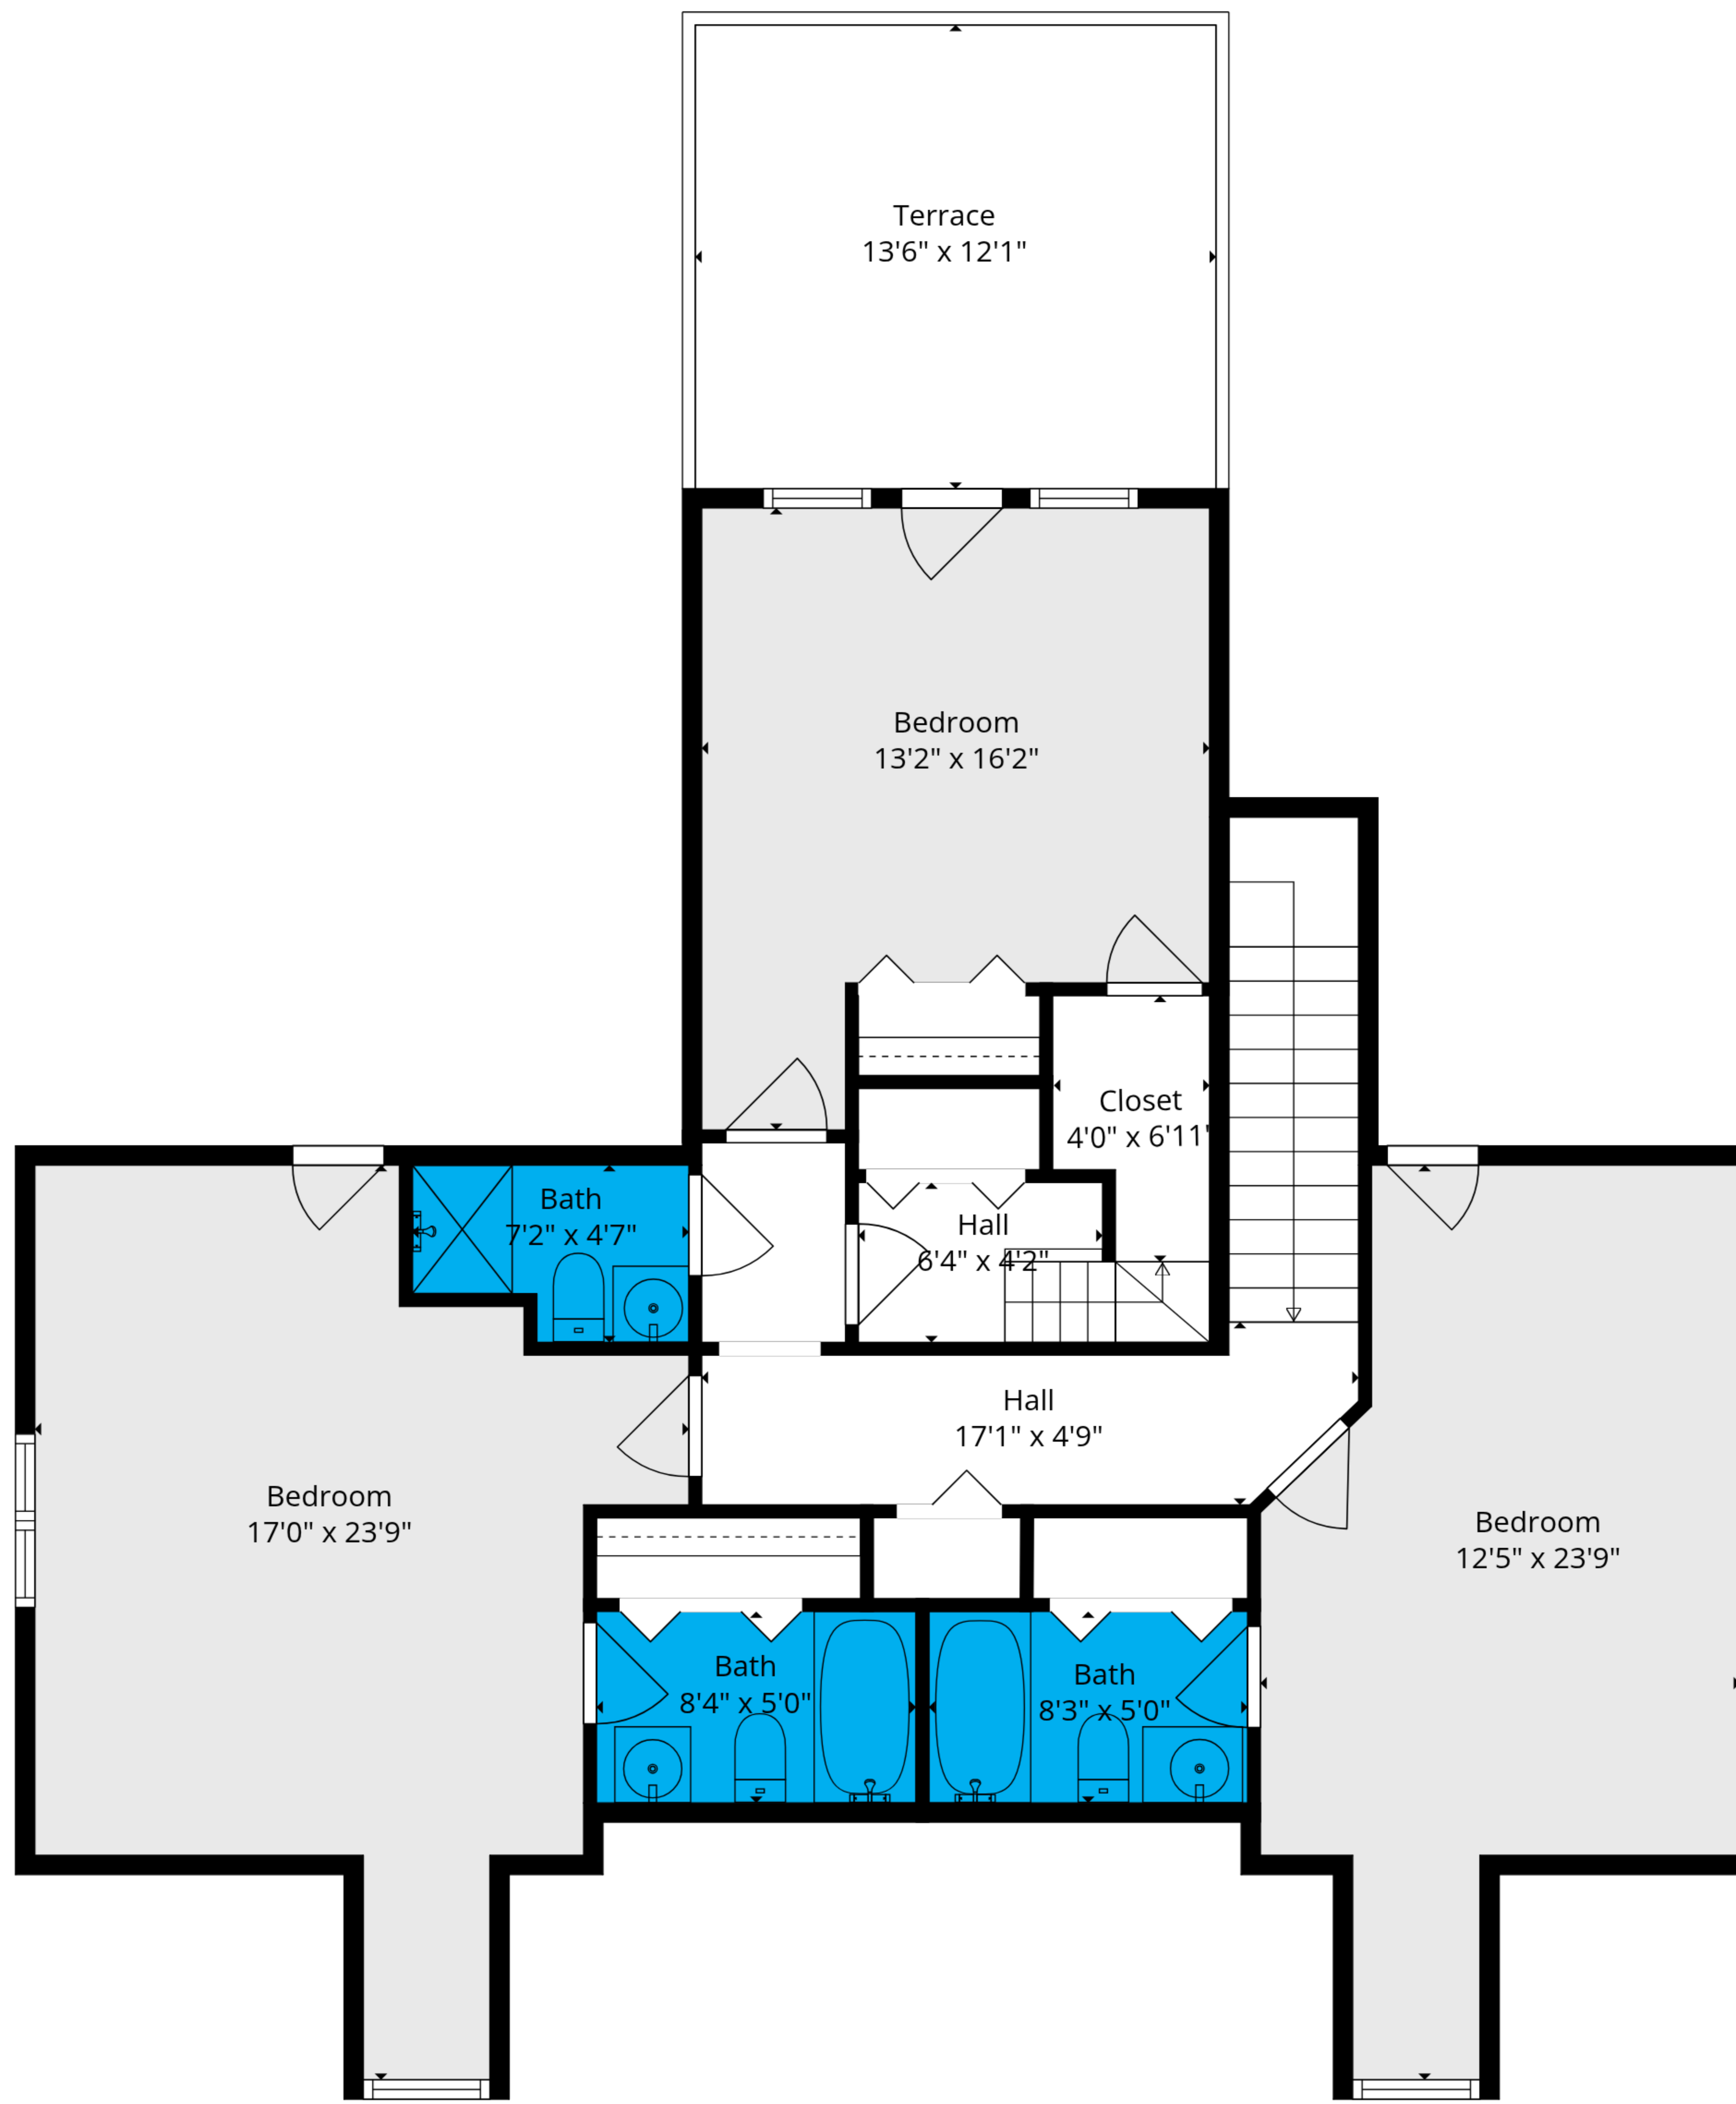 Terrace
13'6" x 12'1"
Bedroom
13'2" x 16'2"
Closet
4'0" x 6'11"
Bath
7'2" x 4'7"
Hall
6'4" x 4'2"
Hall
17'1" x 4'9"
Bedroom
17'0" x 23'9"
Bedroom
12'5" x 23'9"
Bath
8'4" x 5'0"
Bath
8'3" x 5'0"